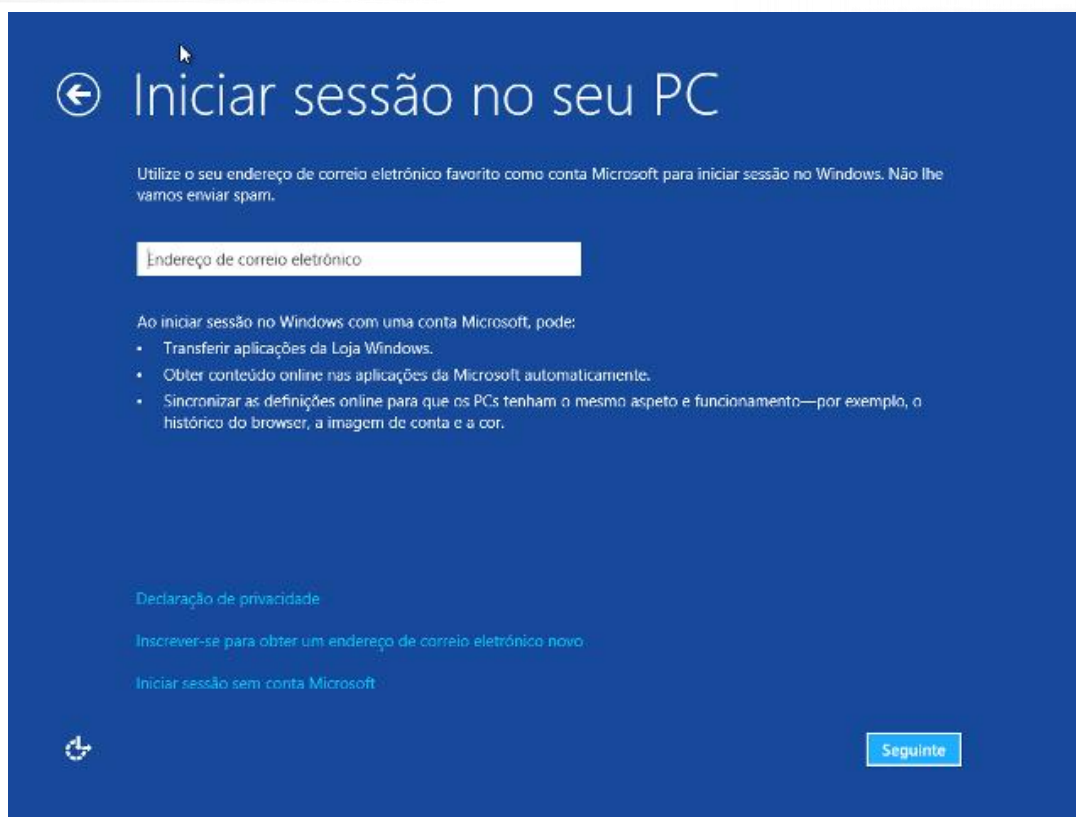 Iniciar sessão no seu PC
Utilize o seu endereço de correio eletrónico favorito como conta Microsoft para iniciar sessão no Windows. Não lhe
vamos enviar spam.
Endereço de correio eletrónico
Ao iniciar sessão no Windows com uma conta Microsoft, pode:
• Transferir aplicações da Loja Windows.
• Obter conteúdo online nas aplicações da Microsoft automaticamente.
• Sincronizar as definições online para que os PCs tenham o mesmo aspeto e funcionamento—por exemplo, o
histórico do browser, a imagem de conta e a cor.
Declaração de privacidade
Inscrever-se para obter um endereço de correio eletrónico novo
Iniciar sessão sem conta Microsoft
Seguinte